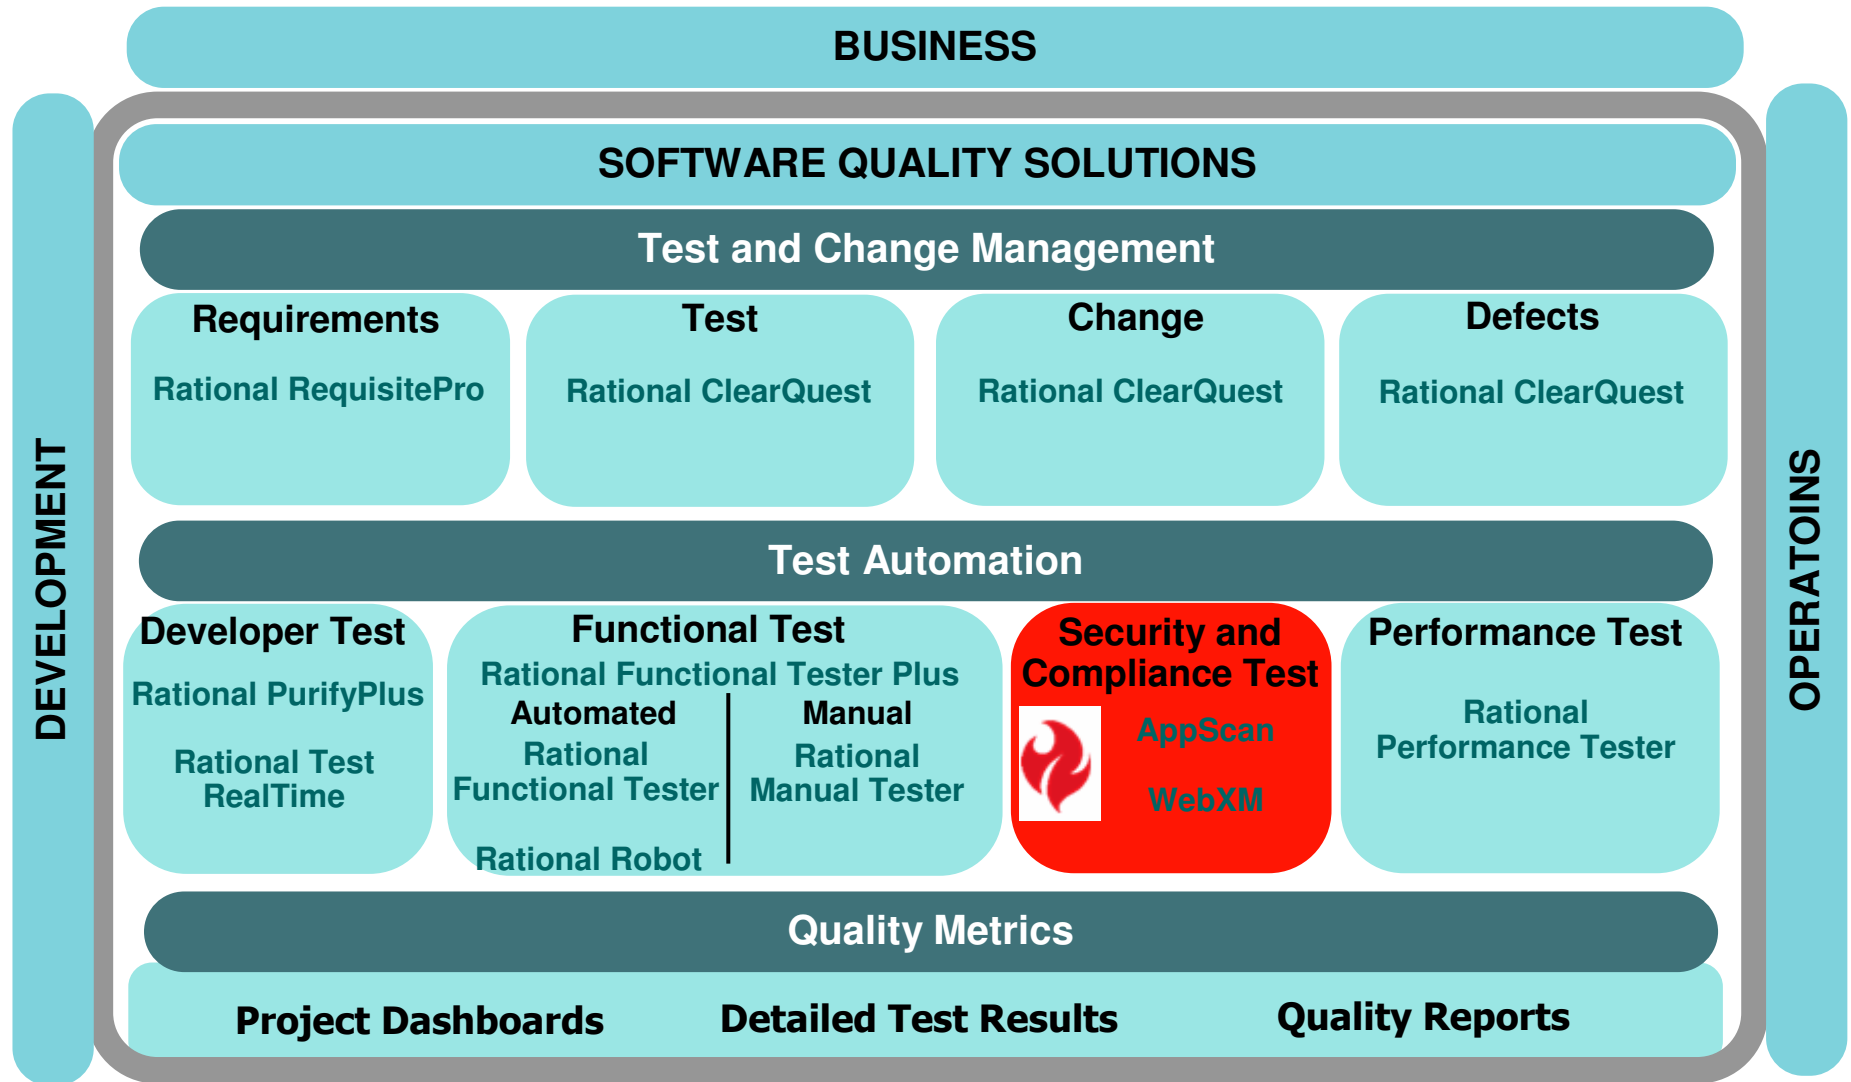 BUSINESS
DEVELOPMENT
SOFTWARE QUALITY SOLUTIONS
Test and Change Management
Requirements
Rational RequisitePro
Test
Rational ClearQuest
Change
Rational ClearQuest
Defects
Rational ClearQuest
Test Automation
Developer Test
Rational PurifyPlus
Rational Test
RealTime
Functional Test
Rational Functional Tester Plus
Automated
Rational
Functional Tester
Rational Robot
Manual
Rational
Manual Tester
Security and
Compliance Test
AppScan
WebXM
Performance Test
Rational
Performance Tester
Quality Metrics
Project Dashboards
Detailed Test Results
Quality Reports
OPERATOINS